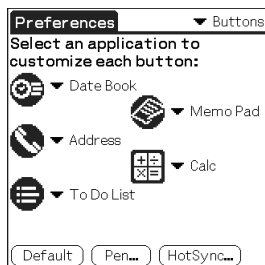 Preferences Buttons
Select an application to
customize each button:
Date Book
Memo Pad
Address
Calc
To Do List
Default Pen... HotSync...